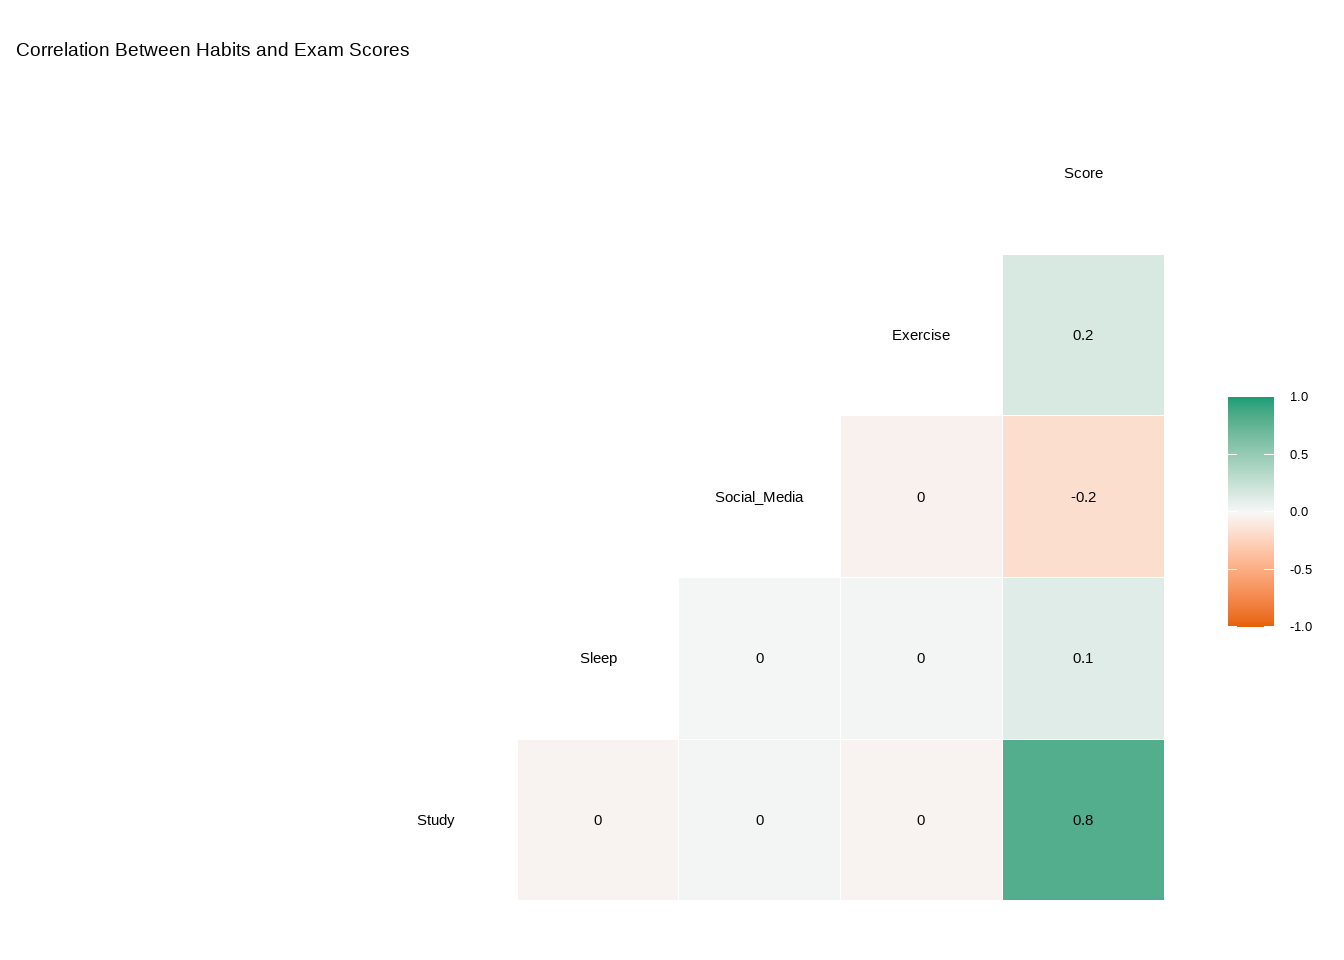 Correlation Between Habits and Exam Scores
Score
Exercise 0.2
Social_Media 0 -0.2
Sleep 0 0 0.1
Study 0 0 0 0.8
1.0
0.5
0.0
-0.5
-1.0